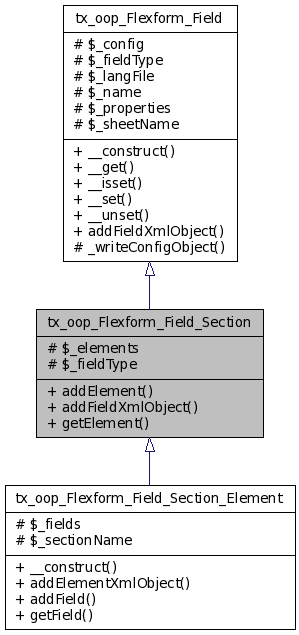 tx_oop_Flexform_Field
# $_config
# $_fieldType
# $_langFile
# $_name
# $_properties
# $_sheetName
+ __construct()
+ __get()
+ __isset()
+ __set()
+ __unset()
+ addFieldXmlObject()
# _writeConfigObject()
tx_oop_Flexform_Field_Section
# $_elements
# $_fieldType
+ addElement()
+ addFieldXmlObject()
+ getElement()
tx_oop_Flexform_Field_Section_Element
# $_fields
# $_sectionName
+ __construct()
+ addElementXmlObject()
+ addField()
+ getField()